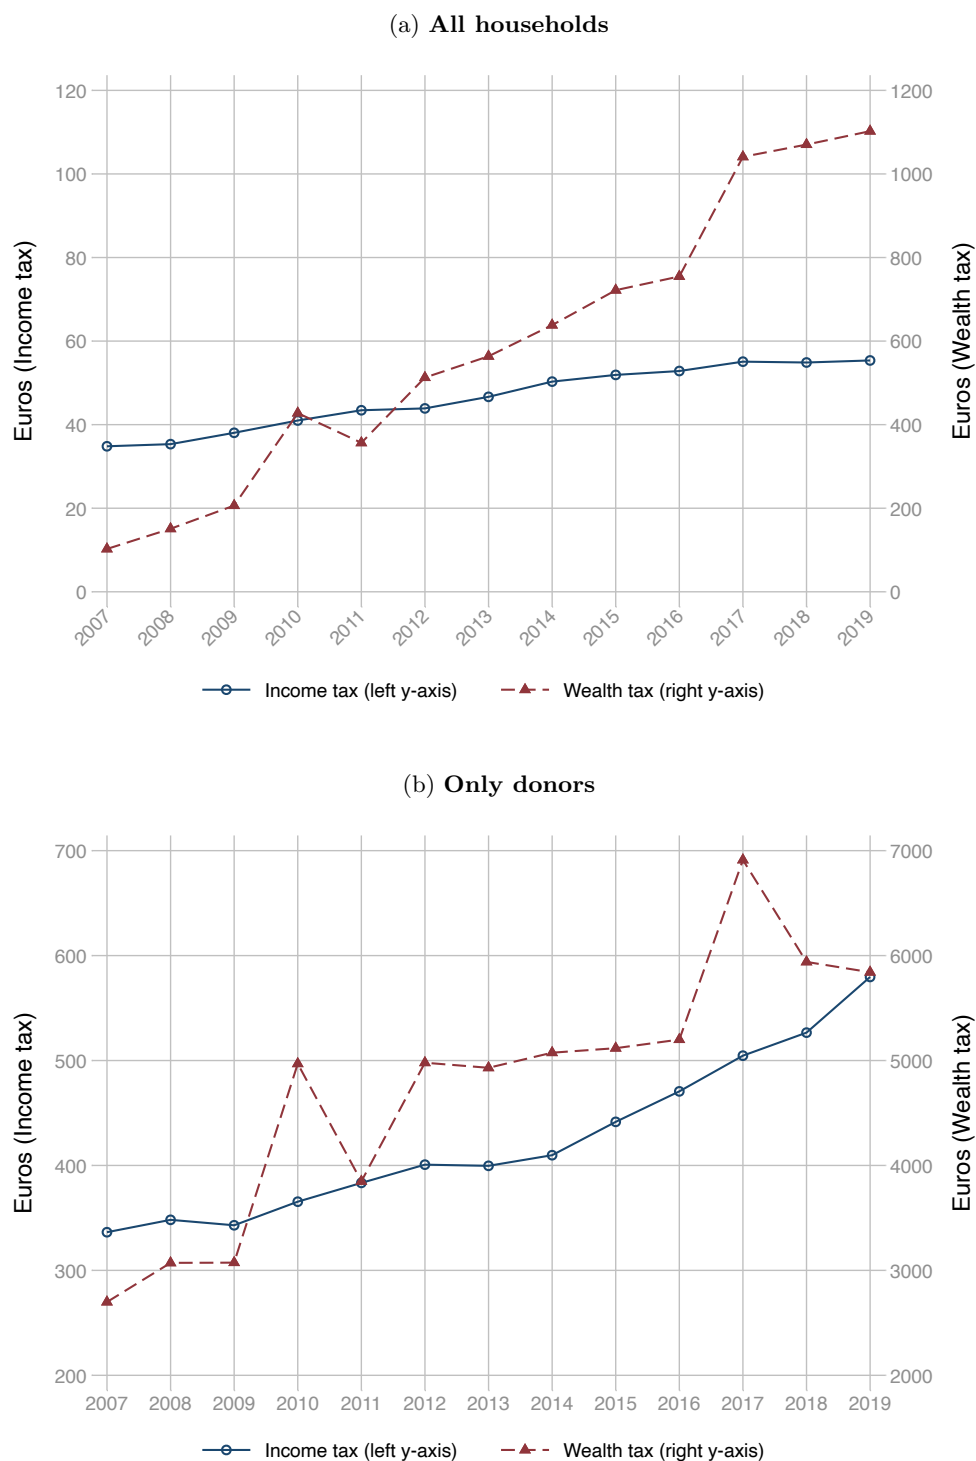 (a) All households
Euros (Income tax)
Euros (Wealth tax)
120 1200
100 1000
80 800
60 600
40 400
20 200
0 0
2007 2008 2009 2010 2011 2012 2013 2014 2015 2016 2017 2018 2019
Income tax (left y-axis) Wealth tax (right y-axis)
(b) Only donors
Euros (Income tax)
Euros (Wealth tax)
700 7000
600 6000
500 5000
400 4000
300 3000
200 2000
2007 2008 2009 2010 2011 2012 2013 2014 2015 2016 2017 2018 2019
Income tax (left y-axis) Wealth tax (right y-axis)